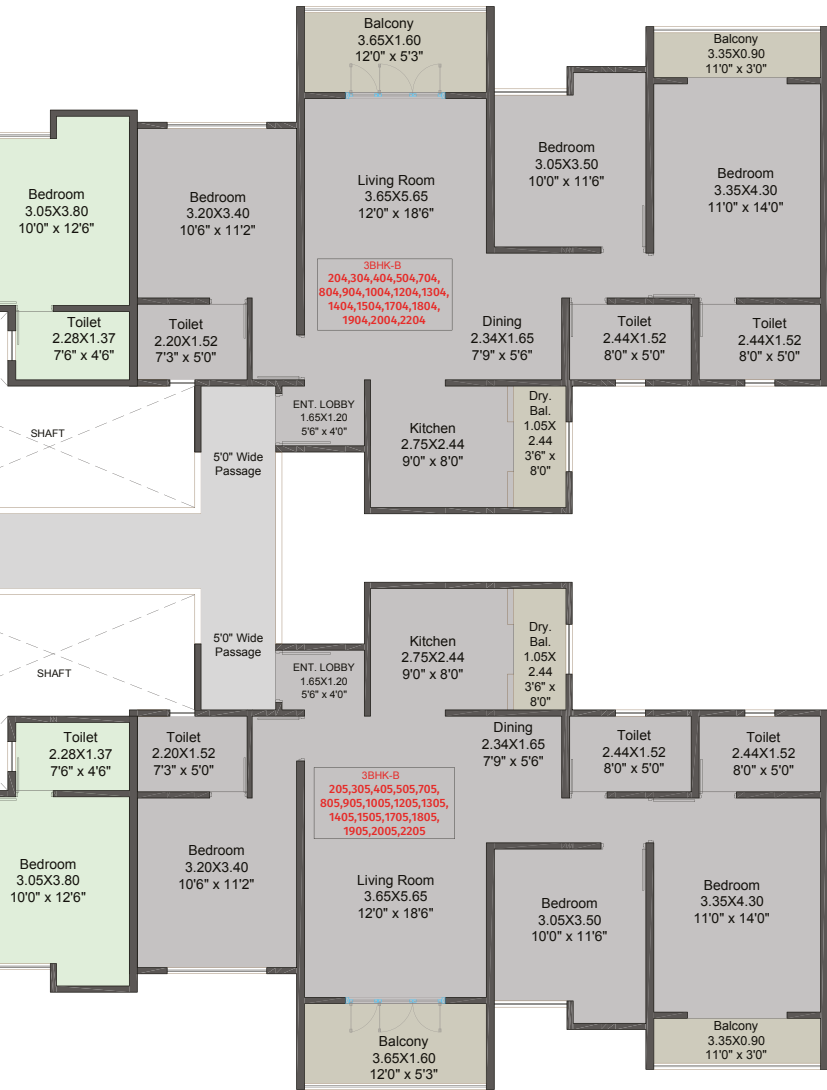 Balcony
3.65X1.60
12'0" x 5'3"
Balcony
3.35X0.90
11'0" x 3'0"
Bedroom
3.05X3.80
10'0" x 12'6"
Bedroom
3.20X3.40
10'6" x 11'2"
Living Room
3.65X5.65
12'0" x 18'6"
Bedroom
3.05X3.50
10'0" x 11'6"
Bedroom
3.35X4.30
11'0" x 14'0"
3BHK-B
204,304,404,504,704,
804,904,1004,1204,1304,
1404,1504,1704,1804,
1904,2004,2204
Toilet
2.28X1.37
7'6" x 4'6"
Toilet
2.20X1.52
7'3" x 5'0"
Dining
2.34X1.65
7'9" x 5'6"
Toilet
2.44X1.52
8'0" x 5'0"
Toilet
2.44X1.52
8'0" x 5'0"
SHAFT
5'0" Wide
Passage
ENT. LOBBY
1.65X1.20
5'6" x 4'0"
Kitchen
2.75X2.44
9'0" x 8'0"
Dry.
Bal.
1.05X
2.44
3'6" x
8'0"
SHAFT
5'0" Wide
Passage
ENT. LOBBY
1.65X1.20
5'6" x 4'0"
Kitchen
2.75X2.44
9'0" x 8'0"
Dry.
Bal.
1.05X
2.44
3'6" x
8'0"
Toilet
2.28X1.37
7'6" x 4'6"
Toilet
2.20X1.52
7'3" x 5'0"
Dining
2.34X1.65
7'9" x 5'6"
Toilet
2.44X1.52
8'0" x 5'0"
Toilet
2.44X1.52
8'0" x 5'0"
3BHK-B
205,305,405,505,705,
805,905,1005,1205,1305,
1405,1505,1705,1805,
1905,2005,2205
Bedroom
3.05X3.80
10'0" x 12'6"
Bedroom
3.20X3.40
10'6" x 11'2"
Living Room
3.65X5.65
12'0" x 18'6"
Bedroom
3.05X3.50
10'0" x 11'6"
Bedroom
3.35X4.30
11'0" x 14'0"
Balcony
3.65X1.60
12'0" x 5'3"
Balcony
3.35X0.90
11'0" x 3'0"